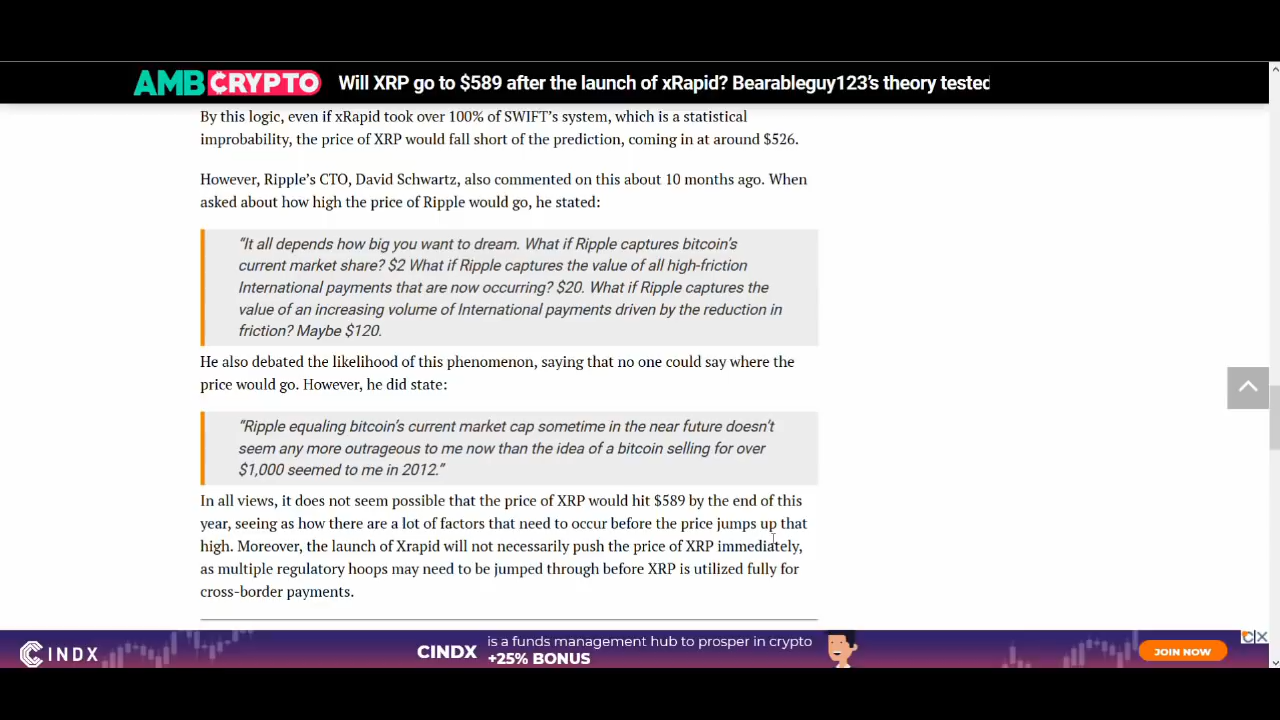 AMBCRYPTO Will XRP go to $589 after the launch of xRapid? Bearableguy123's theory tested
By this logic, even if xRapid took over 100% of SWIFT's system, which is a statistical
improbability, the price of XRP would fall short of the prediction, coming in at around $526.
However, Ripple's CTO, David Schwartz, also commented on this about 10 months ago. When
asked about how high the price of Ripple would go, he stated:
“It all depends how big you want to dream. What if Ripple captures bitcoin's
current market share? $2 What if Ripple captures the value of all high-friction
International payments that are now occurring? $20. What if Ripple captures the
value of an increasing volume of International payments driven by the reduction in
friction? Maybe $120.
He also debated the likelihood of this phenomenon, saying that no one could say where the
price would go. However, he did state:
“Ripple equaling bitcoin's current market cap sometime in the near future doesn't
seem any more outrageous to me now than the idea of a bitcoin selling for over
$1,000 seemed to me in 2012.”
In all views, it does not seem possible that the price of XRP would hit $589 by the end of this
year, seeing as how there are a lot of factors that need to occur before the price jumps up that
high. Moreover, the launch of Xrapid will not necessarily push the price of XRP immediately,
as multiple regulatory hoops may need to be jumped through before XRP is utilized fully for
cross-border payments.
CINDX
CINDX is a funds management hub to prosper in crypto
+25% BONUS
JOIN NOW